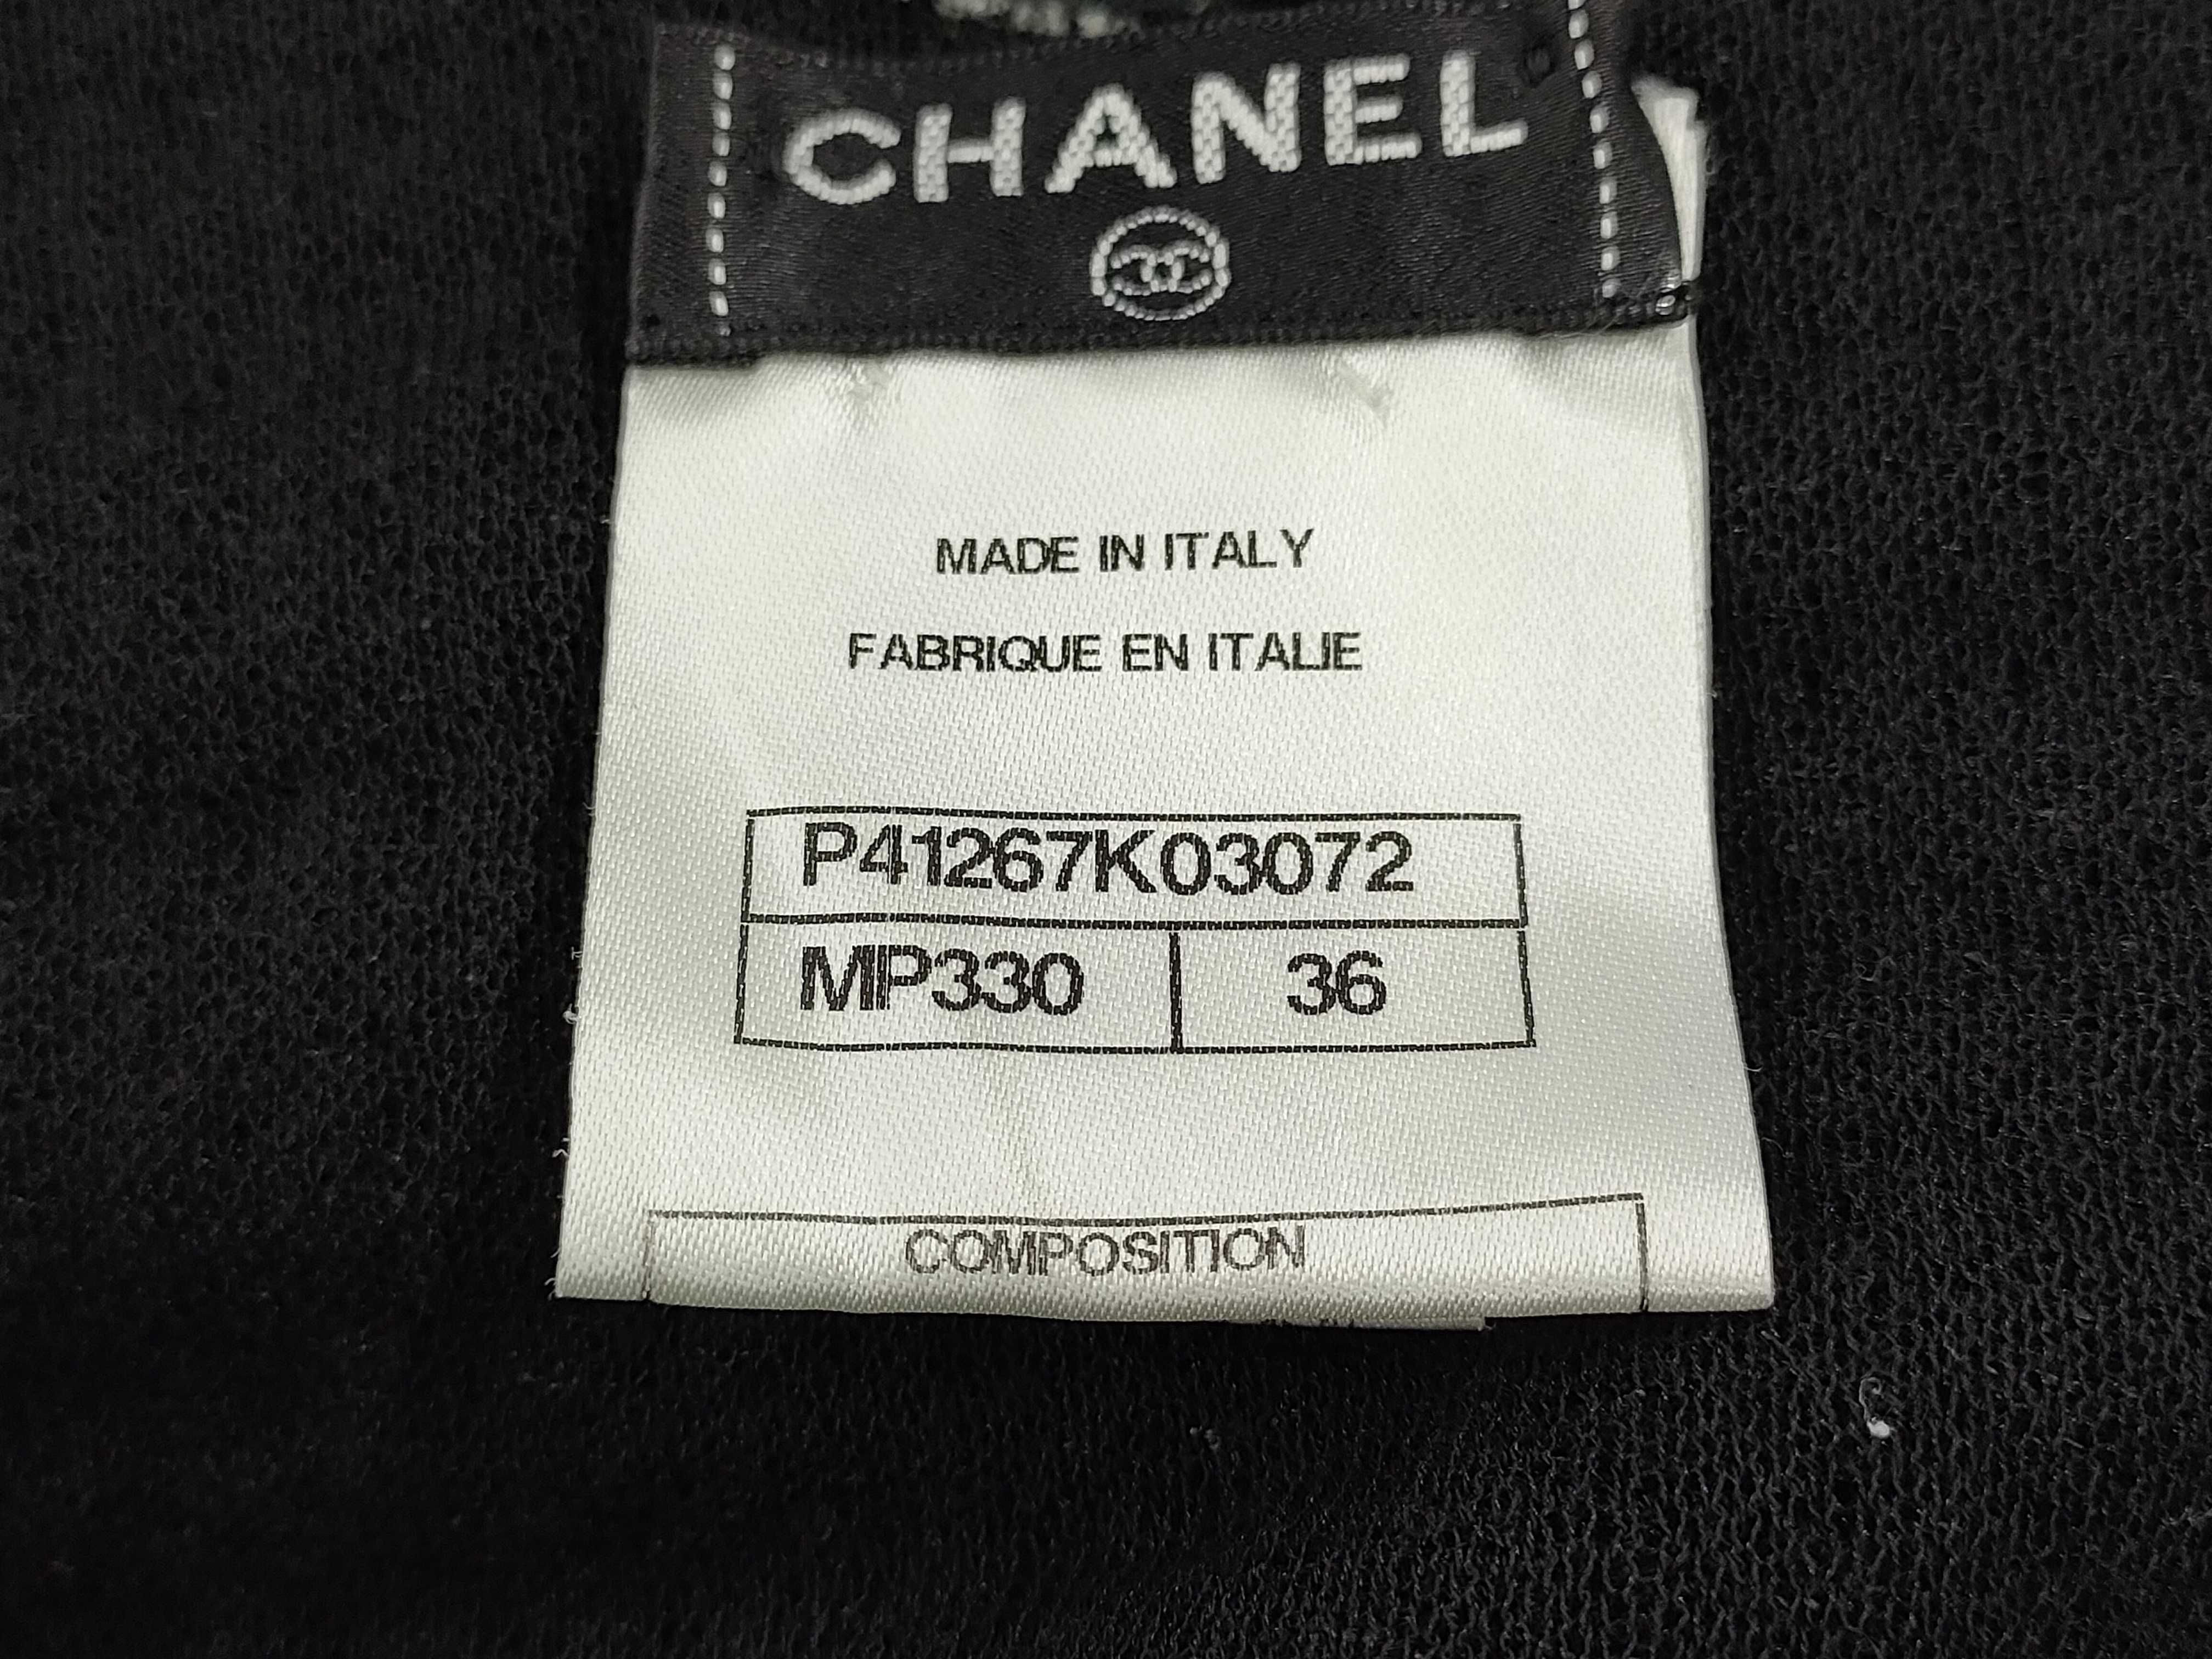 CHANEL
MADE IN ITALY
FABRIQUE EN ITALIE
P41267K03072
MP330 36
COMPOSITION